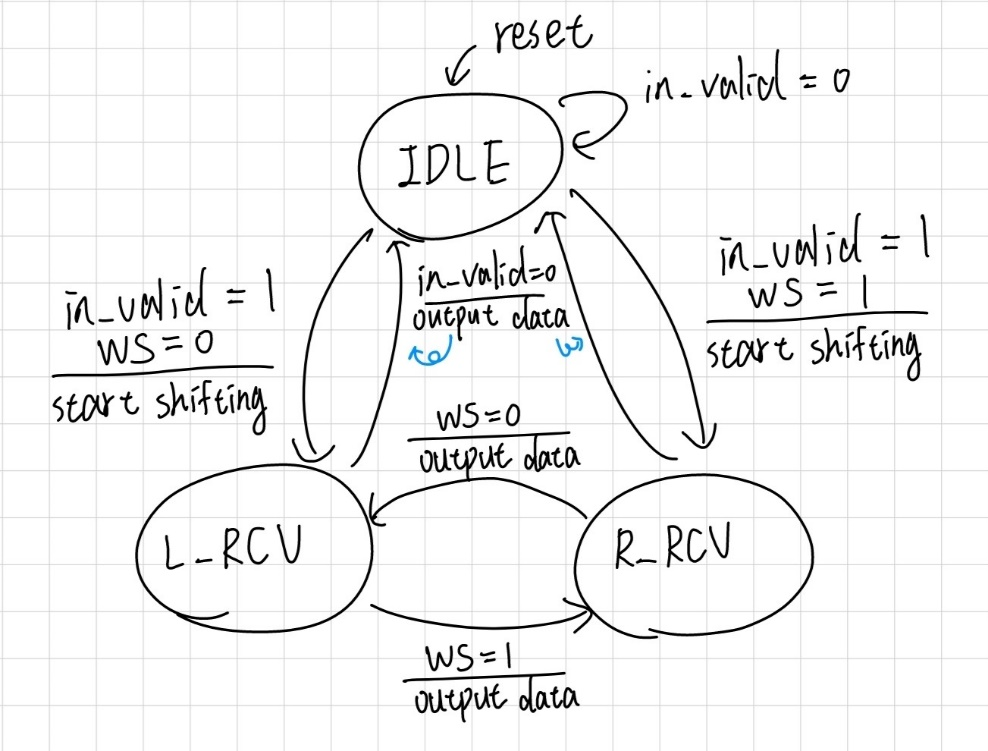 reset
in_valid = 0
IDLE
in_valid = 1
WS = 0
start shifting
in_valid=0
output data
in_valid = 1
WS = 1
start shifting
WS=0
output data
L_RCV
R_RCV
WS=1
output data